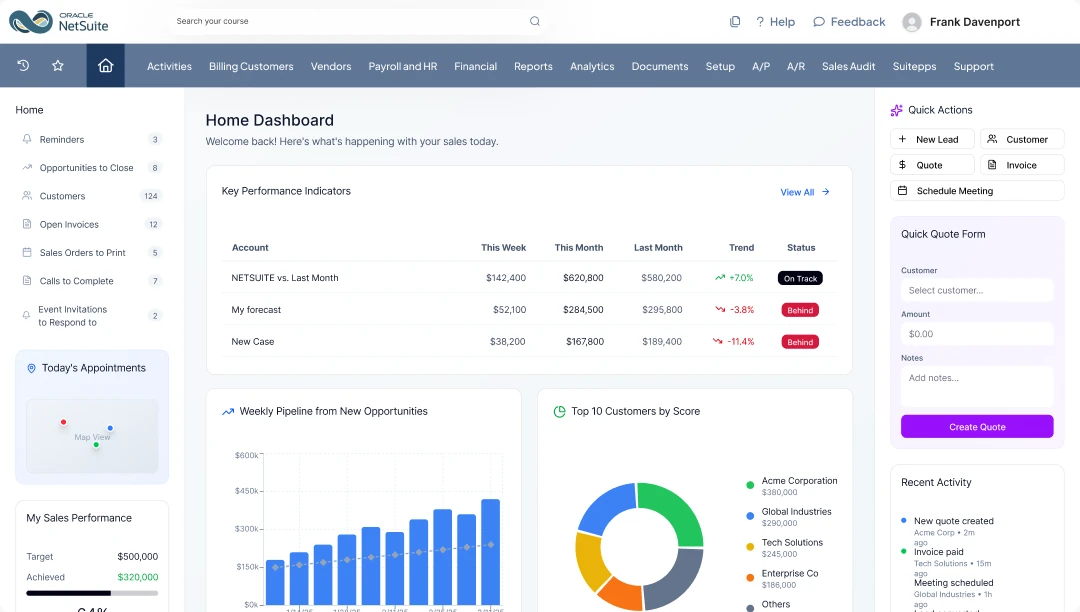 ORACLE
NetSuite
Search your course
Help
Feedback
Frank Davenport
Activities
Billing Customers
Vendors
Payroll and HR
Financial
Reports
Analytics
Documents
Setup
A/P
A/R
Sales Audit
Suitepps
Support
Home
Reminders 3
Opportunities to Close 8
Customers 124
Open Invoices 12
Sales Orders to Print 5
Calls to Complete 7
Event Invitations
to Respond to 2
Today's Appointments
Map View
My Sales Performance
Target $500,000
Achieved $320,000
Home Dashboard
Welcome back! Here's what's happening with your sales today.
Key Performance Indicators
View All
Account This Week This Month Last Month Trend Status
NETSUITE vs. Last Month $142,400 $620,800 $580,200 +7.0% On Track
My forecast $52,100 $284,500 $295,800 -3.8% Behind
New Case $38,200 $167,800 $189,400 -11.4% Behind
Weekly Pipeline from New Opportunities
$600k
$450k
$300k
$150k
$0k
Top 10 Customers by Score
Acme Corporation
$380,000
Global Industries
$290,000
Tech Solutions
$245,000
Enterprise Co
$186,000
Others
Quick Actions
New Lead
Customer
Quote
Invoice
Schedule Meeting
Quick Quote Form
Customer
Select customer...
Amount
$0.00
Notes
Add notes...
Create Quote
Recent Activity
New quote created
Acme Corp • 2m
ago
Invoice paid
Tech Solutions • 15m
ago
Meeting scheduled
Global Industries • 1h
ago